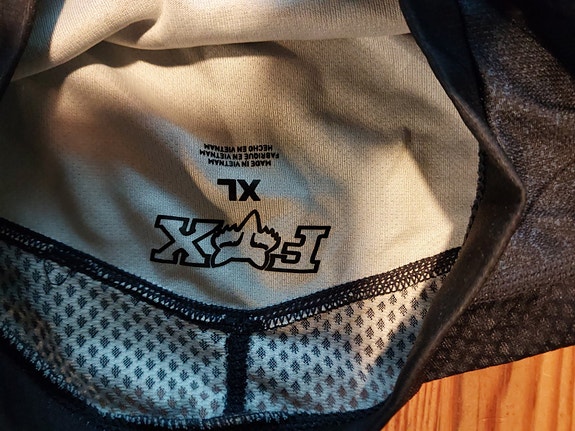 FOX
XL
MADE IN VIETNAM
FABRIQUÉ EN VIETNAM
HECHO EN VIETNAM